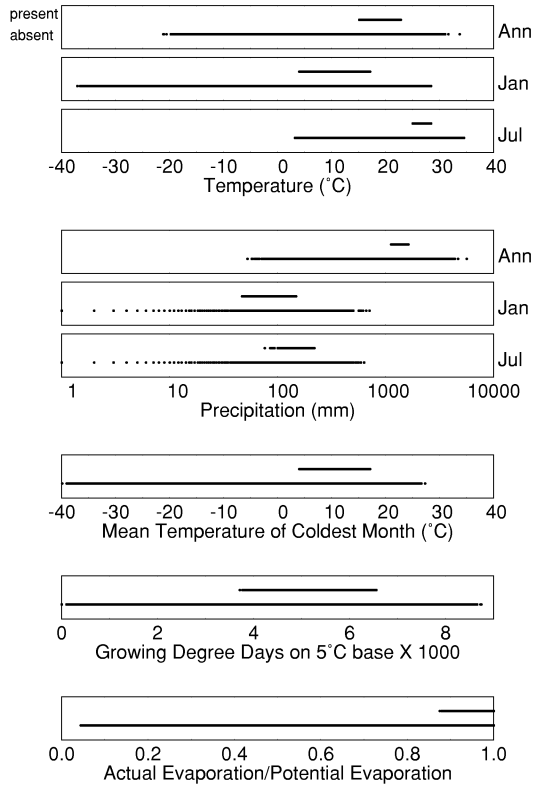 present
absent
Ann
Jan
Jul
-40 -30 -20 -10 0 10 20 30 40
Temperature (˚C)
Ann
Jan
Jul
1 10 100 1000 10000
Precipitation (mm)
-40 -30 -20 -10 0 10 20 30 40
Mean Temperature of Coldest Month (˚C)
0 2 4 6 8
Growing Degree Days on 5˚C base X 1000
0.0 0.2 0.4 0.6 0.8 1.0
Actual Evaporation/Potential Evaporation